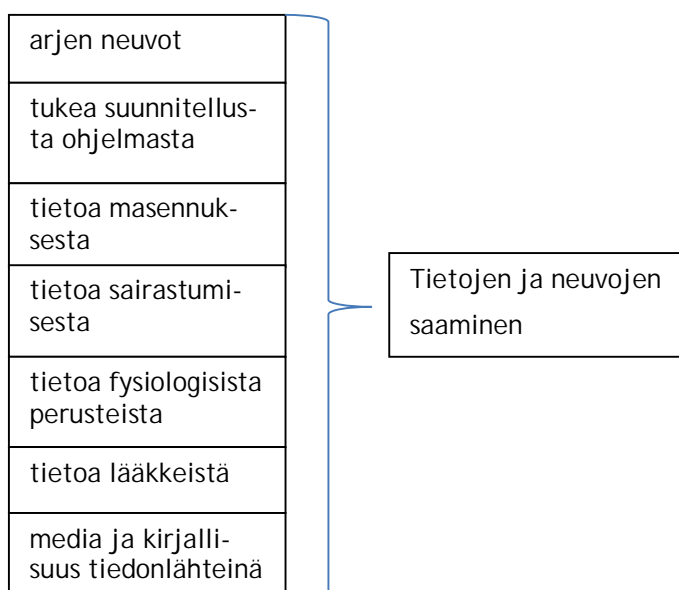 arjen neuvot
tukea suunnitellus-
ta ohjelmasta
tietoa masennuk-
sesta
tietoa sairastumi-
sesta
tietoa fysiologisista
perusteista
tietoa lääkkeistä
media ja kirjalli-
suus tiedonlähteinä
Tietojen ja neuvojen
saaminen